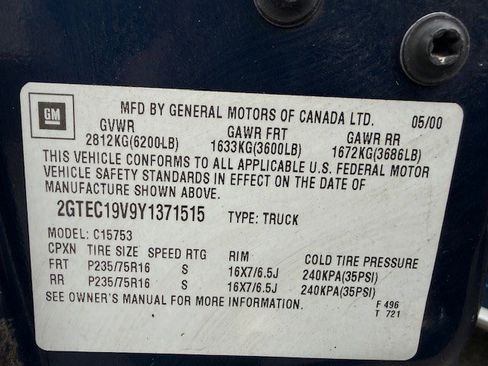 GM
MFD BY GENERAL MOTORS OF CANADA LTD. 05/00
GVWR GAWR FRT GAWR RR
2812KG(6200LB) 1633KG(3600LB) 1672KG(3686LB)
THIS VEHICLE CONFORMS TO ALL APPLICABLE U.S. FEDERAL MOTOR
VEHICLE SAFETY STANDARDS IN EFFECT ON THE DATE OF
MANUFACTURE SHOWN ABOVE.
2GTEC19V9Y1371515 TYPE: TRUCK
MODEL: C15753
CPXN TIRE SIZE SPEED RTG RIM COLD TIRE PRESSURE
FRT P235/75R16 S 16X7/6.5J 240KPA(35PSI)
RR P235/75R16 S 16X7/6.5J 240KPA(35PSI)
SEE OWNER'S MANUAL FOR MORE INFORMATION. F 496
T 721